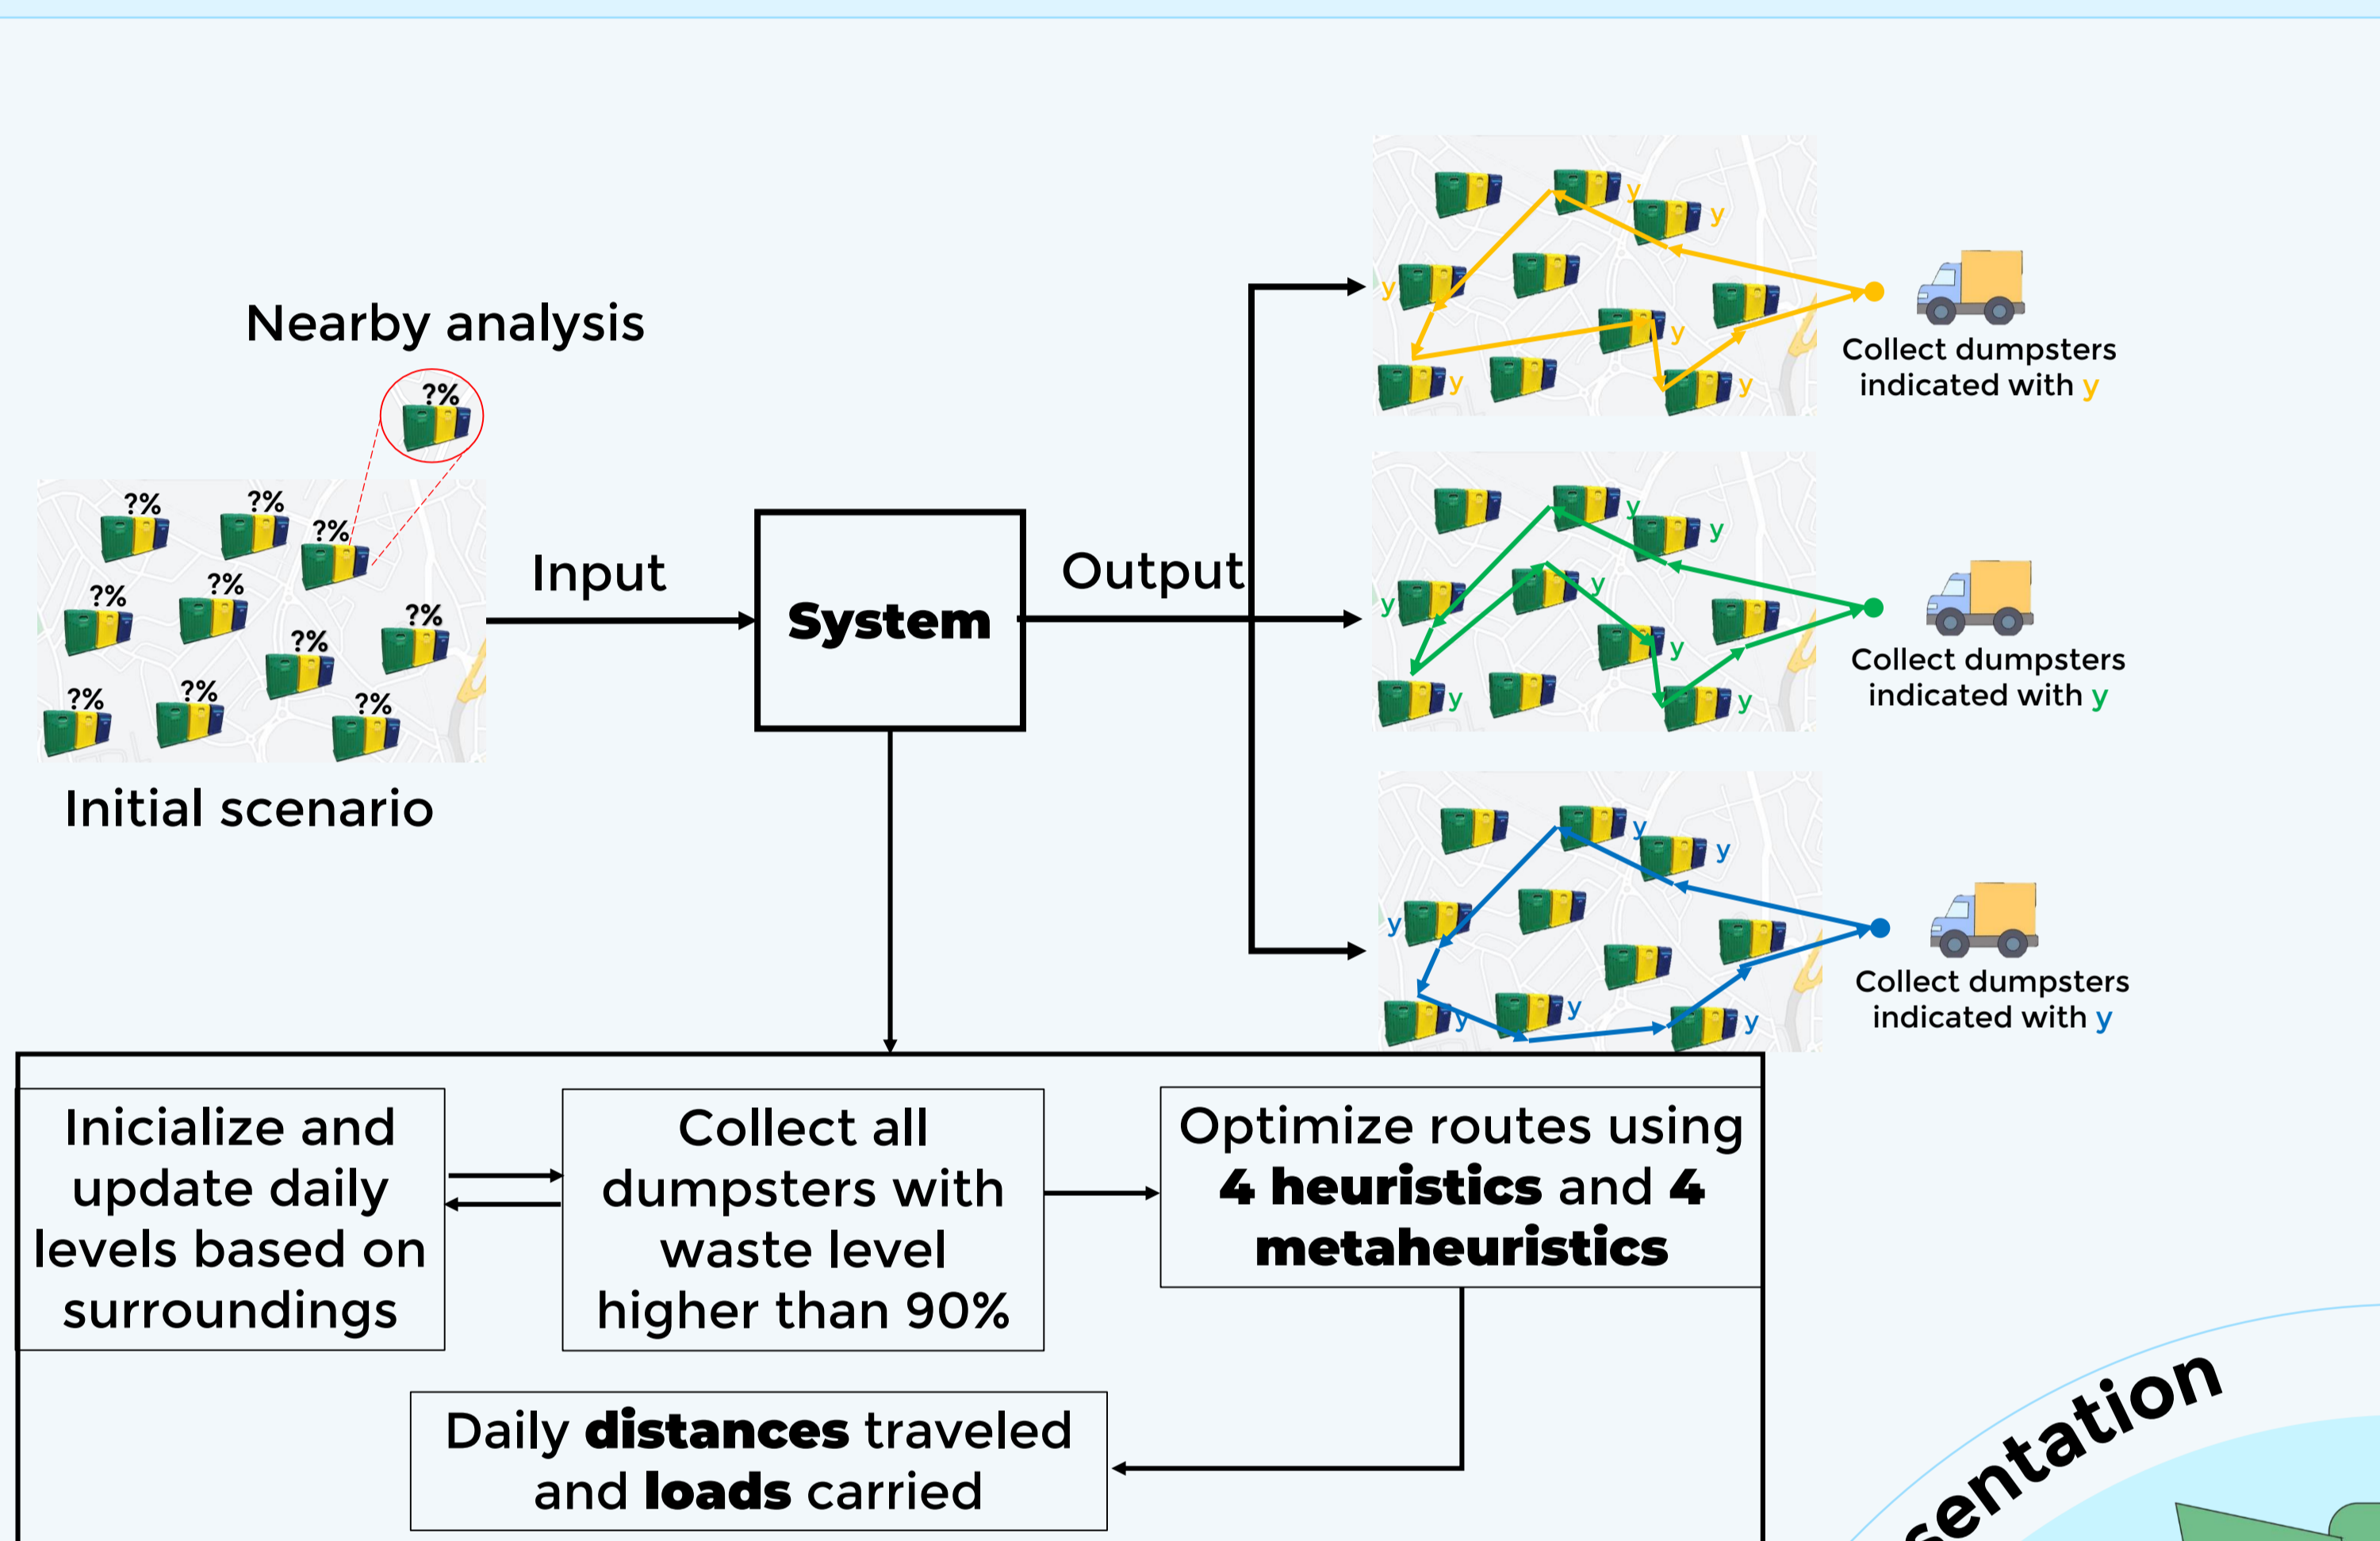 Nearby analysis
?%
?%
?%
?%
?%
?%
?%
?%
?%
?%
?%
Initial scenario
Input
System
Output
y
y
y
y
y
y
Collect dumpsters
indicated with y
y
y
y
y
y
y
y
Collect dumpsters
indicated with y
y
y
y
y
y
y
Collect dumpsters
indicated with y
Inicialize and
update daily
levels based on
surroundings
Collect all
dumpsters with
waste level
higher than 90%
Optimize routes using
4 heuristics and 4
metaheuristics
Daily distances traveled
and loads carried
sentation